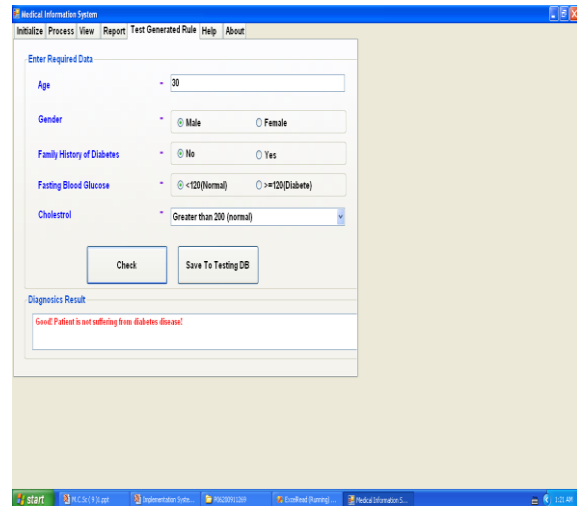 Medical Information System
Initialize Process View Report Test Generated Rule Help About
Enter Required Data
Age * 30
Gender * Male Female
Family History of Diabetes * No Yes
Fasting Blood Glucose * <120(Normal) >=120(Diabete)
Cholestrol * Greater than 200 (normal)
Check Save To Testing DB
Diagnosics Result
Good! Patient is not suffering from diabetes disease!
start M.C.Sc ( 9 )t.ppt Implementation Syste... P06200911269 ExcelRead (Running) ... Medical Information S... 1:21 AM